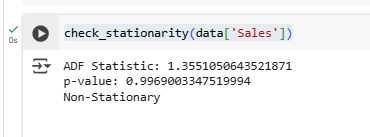 check_stationarity(data['Sales'])
0s
ADF Statistic: 1.3551050643521871
p-value: 0.9969003347519994
Non-Stationary